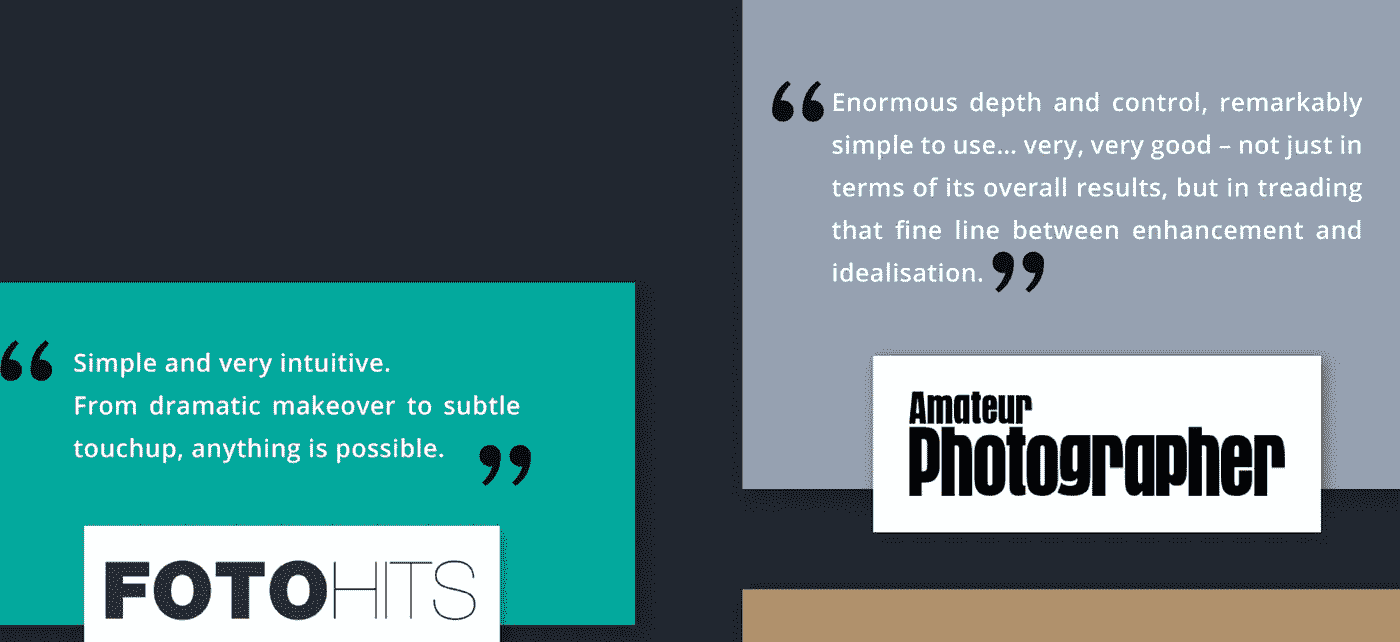 “ Simple and very intuitive.
From dramatic makeover to subtle
touchup, anything is possible. ”
FOTOHITS
“ Enormous depth and control, remarkably
simple to use... very, very good – not just in
terms of its overall results, but in treading
that fine line between enhancement and
idealisation. ”
Amateur
Photographer